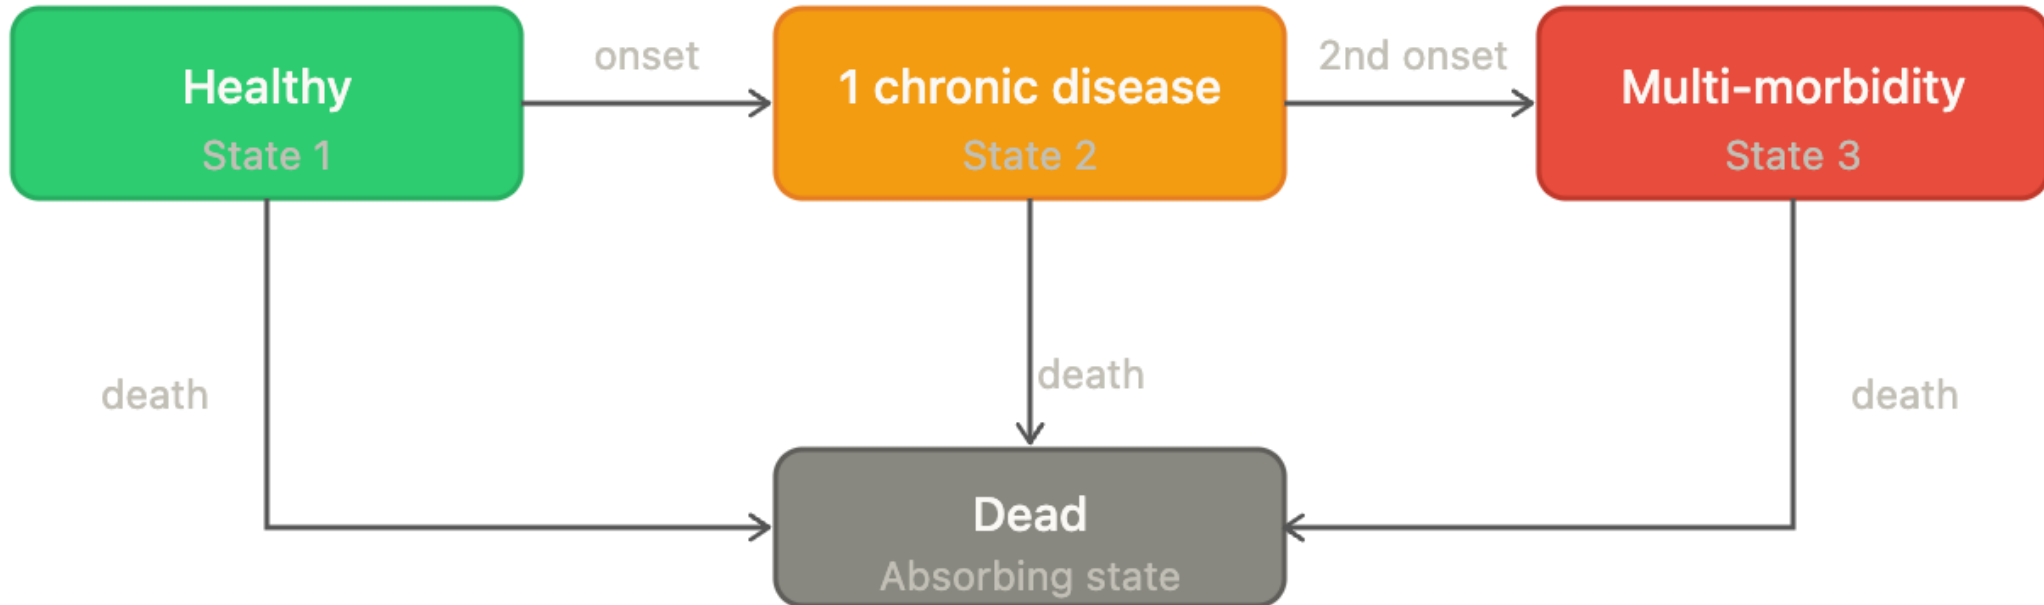 Healthy
State 1
onset
1 chronic disease
State 2
2nd onset
Multi-morbidity
State 3
death
death
death
Dead
Absorbing state